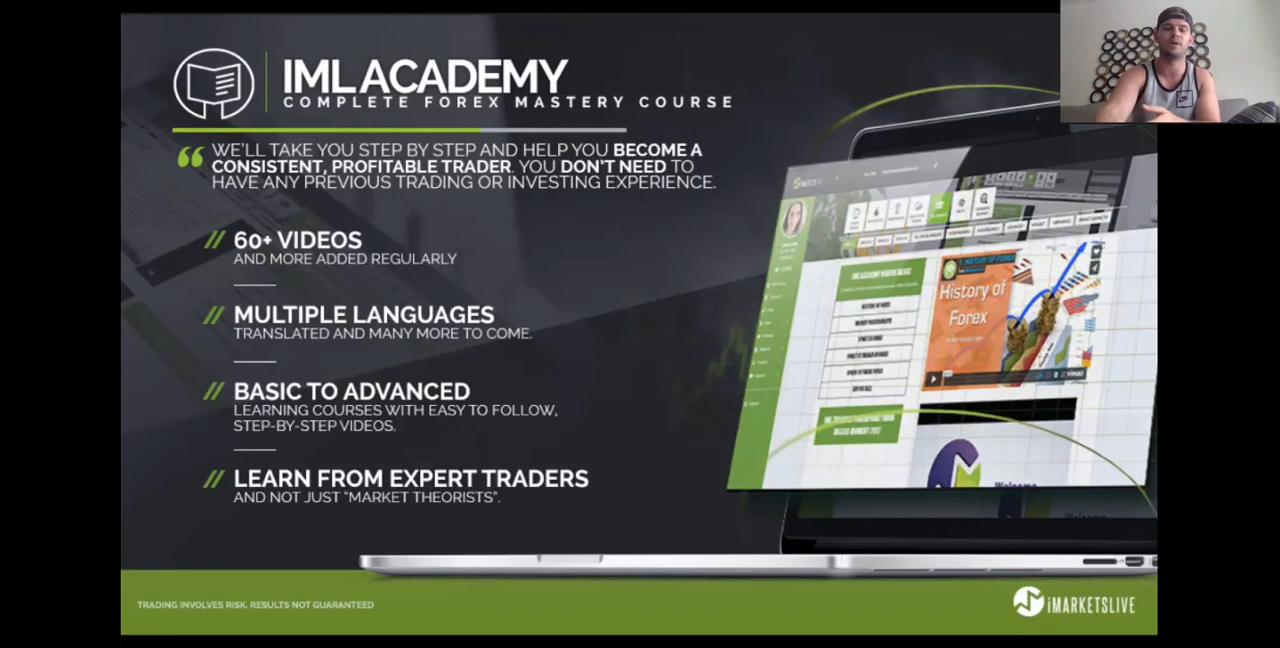 IML ACADEMY
COMPLETE FOREX MASTERY COURSE
“ WE'LL TAKE YOU STEP BY STEP AND HELP YOU BECOME A
CONSISTENT, PROFITABLE TRADER. YOU DON'T NEED TO
HAVE ANY PREVIOUS TRADING OR INVESTING EXPERIENCE.
// 60+ VIDEOS
AND MORE ADDED REGULARLY
// MULTIPLE LANGUAGES
TRANSLATED AND MANY MORE TO COME.
// BASIC TO ADVANCED
LEARNING COURSES WITH EASY TO FOLLOW,
STEP-BY-STEP VIDEOS.
// LEARN FROM EXPERT TRADERS
AND NOT JUST “MARKET THEORISTS”.
History of
Forex
Welcome
TRADING INVOLVES RISK. RESULTS NOT GUARANTEED
iMARKETSLIVE